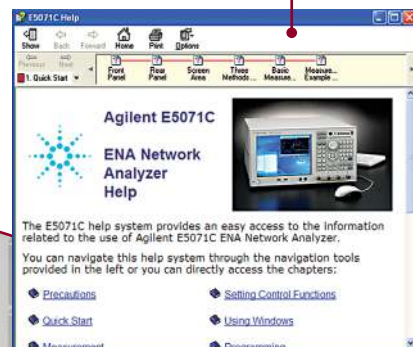 E5071C Help
Show Back Forward Home Print Options
Previous Next
1. Quick Start
Front Panel
Rear Panel
Screen Area
Three Methods...
Basic Measure...
Measure... Example ...
Agilent E5071C
ENA Network
Analyzer
Help
The E5071C help system provides an easy access to the information
related to the use of Agilent E5071C ENA Network Analyzer.
You can navigate this help system through the navigation tools
provided in the left or you can directly access the chapters:
Precautions
Setting Control Functions
Quick Start
Using Windows
Measurement
Programming